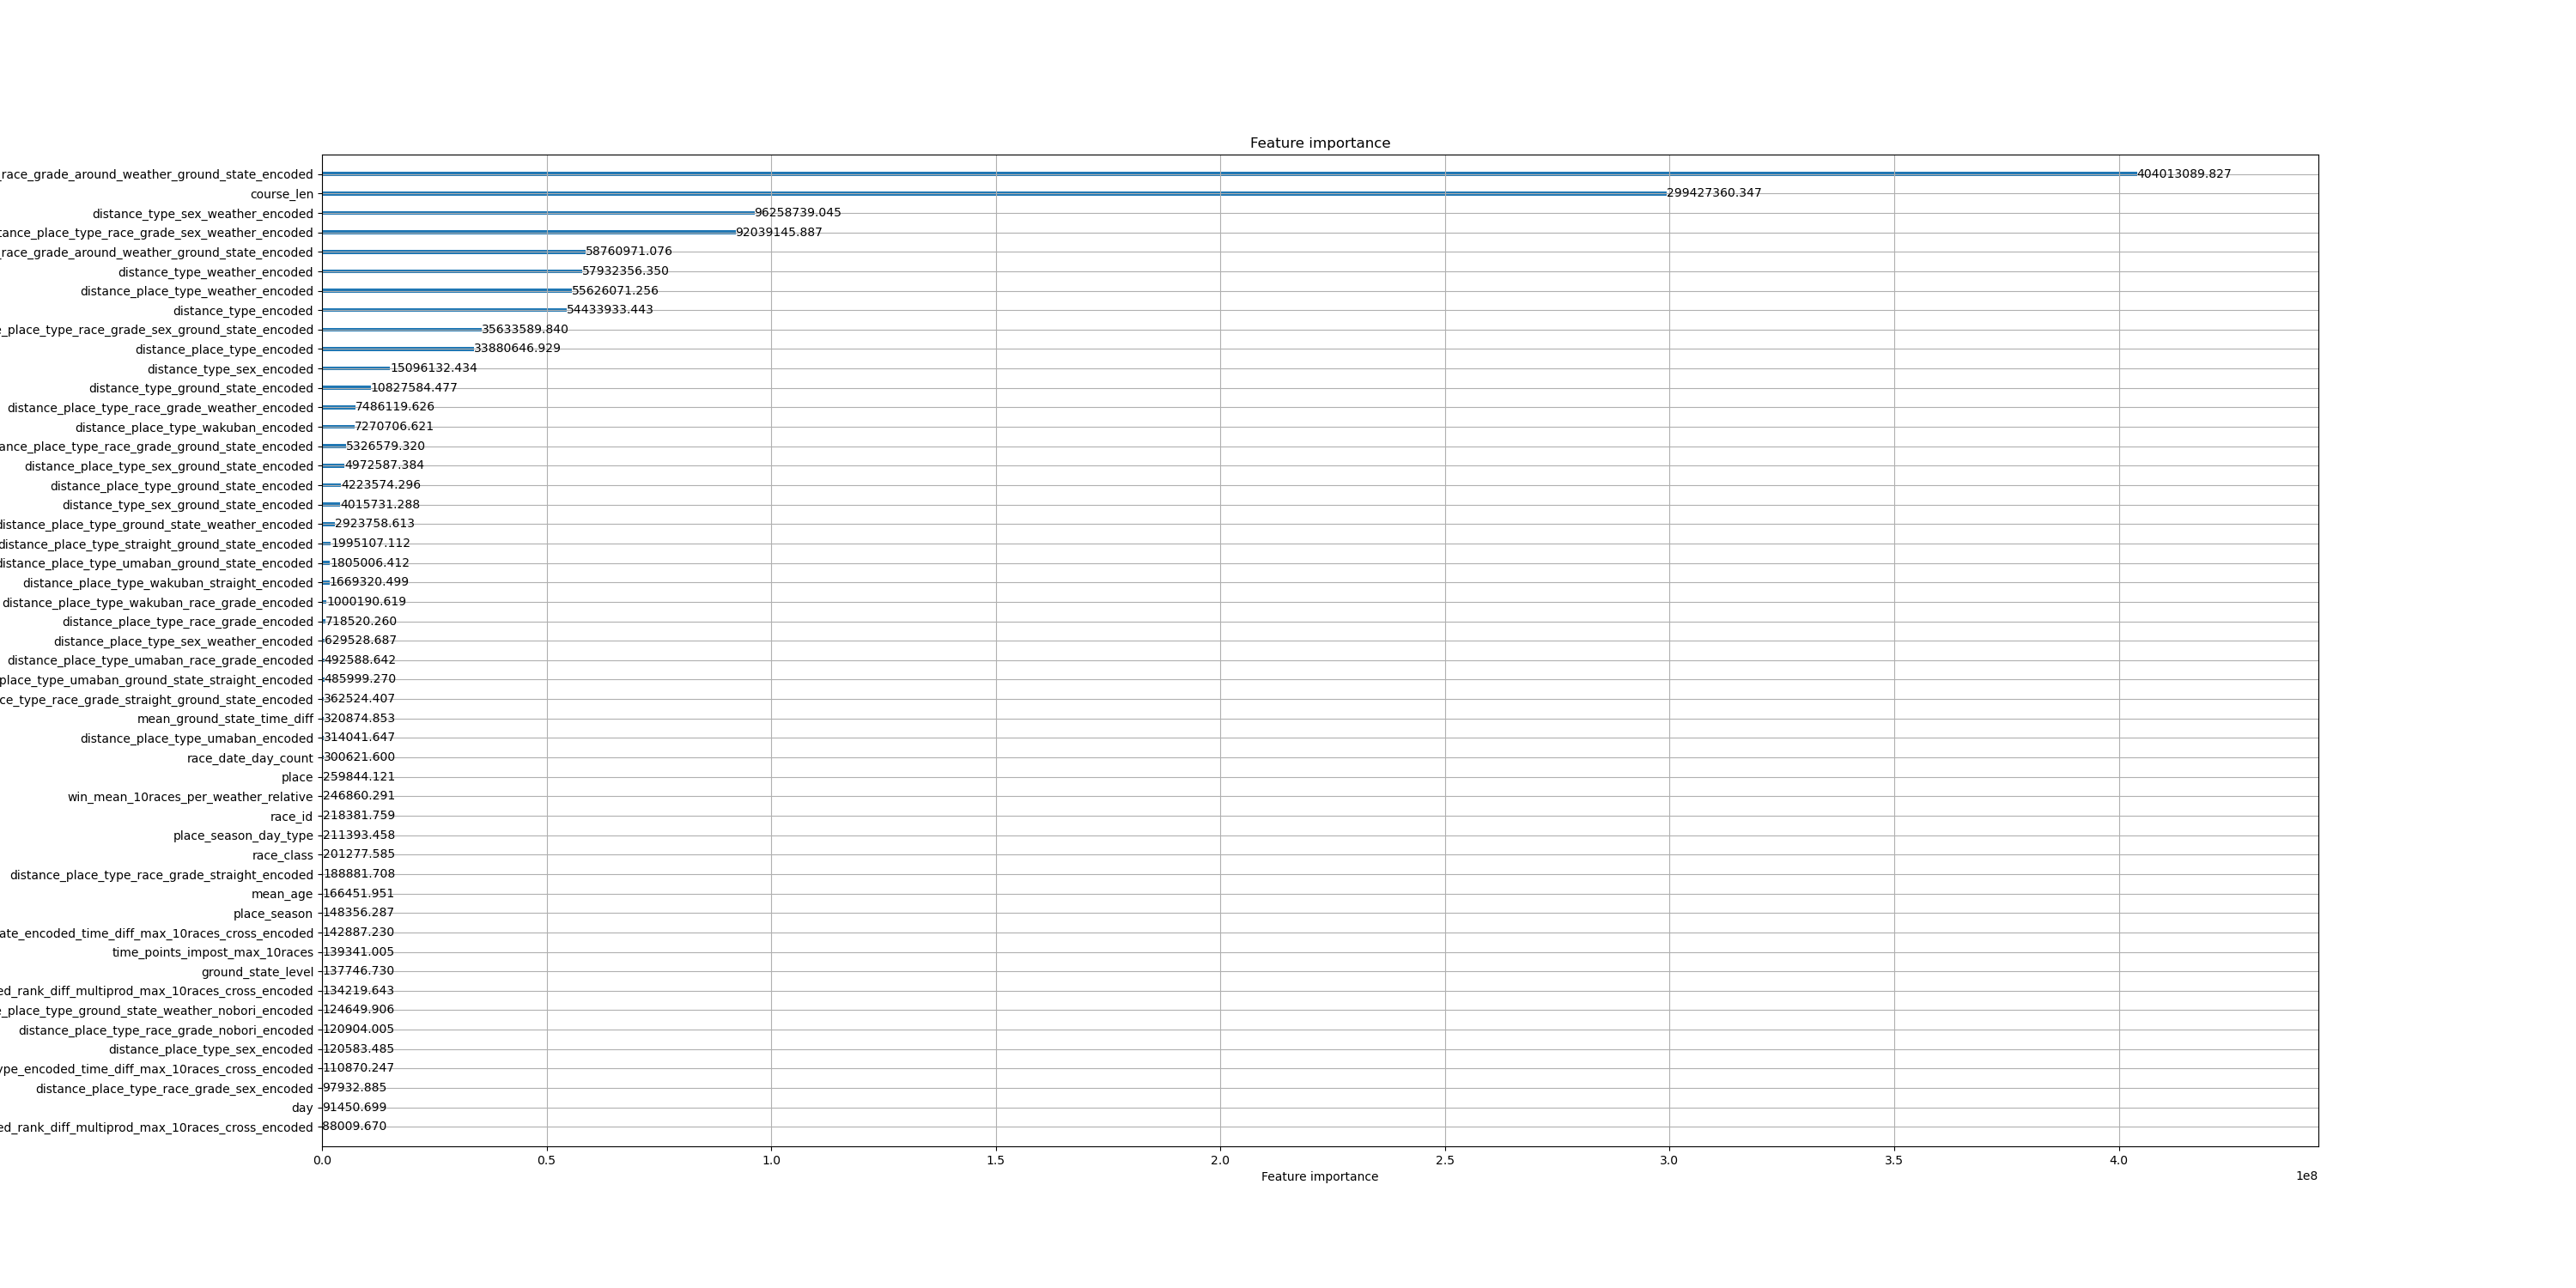 Feature importance
race_grade_around_weather_ground_state_encoded 404013089.827
course_len 299427360.347
distance_type_sex_weather_encoded 96258739.045
tance_place_type_race_grade_sex_weather_encoded 92039145.887
race_grade_around_weather_ground_state_encoded 58760971.076
distance_type_weather_encoded 57932356.350
distance_place_type_weather_encoded 55626071.256
distance_type_encoded 54433933.443
_place_type_race_grade_sex_ground_state_encoded 35633589.840
distance_place_type_encoded 33880646.929
distance_type_sex_encoded 15096132.434
distance_type_ground_state_encoded 10827584.477
distance_place_type_race_grade_weather_encoded 7486119.626
distance_place_type_wakuban_encoded 7270706.621
ance_place_type_race_grade_ground_state_encoded 5326579.320
distance_place_type_sex_ground_state_encoded 4972587.384
distance_place_type_ground_state_encoded 4223574.296
distance_type_sex_ground_state_encoded 4015731.288
distance_place_type_ground_state_weather_encoded 2923758.613
distance_place_type_straight_ground_state_encoded 1995107.112
distance_place_type_umaban_ground_state_encoded 1805006.412
distance_place_type_wakuban_straight_encoded 1669320.499
distance_place_type_wakuban_race_grade_encoded 1000190.619
distance_place_type_race_grade_encoded 718520.260
distance_place_type_sex_weather_encoded 629528.687
distance_place_type_umaban_race_grade_encoded 492588.642
place_type_umaban_ground_state_straight_encoded 485999.270
ce_type_race_grade_straight_ground_state_encoded 362524.407
mean_ground_state_time_diff 320874.853
distance_place_type_umaban_encoded 314041.647
race_date_day_count 300621.600
place 259844.121
win_mean_10races_per_weather_relative 246860.291
race_id 218381.759
place_season_day_type 211393.458
race_class 201277.585
distance_place_type_race_grade_straight_encoded 188881.708
mean_age 166451.951
place_season 148356.287
ate_encoded_time_diff_max_10races_cross_encoded 142887.230
time_points_impost_max_10races 139341.005
ground_state_level 137746.730
ed_rank_diff_multiprod_max_10races_cross_encoded 134219.643
_place_type_ground_state_weather_nobori_encoded 124649.906
distance_place_type_race_grade_nobori_encoded 120904.005
distance_place_type_sex_encoded 120583.485
ype_encoded_time_diff_max_10races_cross_encoded 110870.247
distance_place_type_race_grade_sex_encoded 97932.885
day 91450.699
ed_rank_diff_multiprod_max_10races_cross_encoded 88009.670
0.0 0.5 1.0 1.5 2.0 2.5 3.0 3.5 4.0
1e8
Feature importance